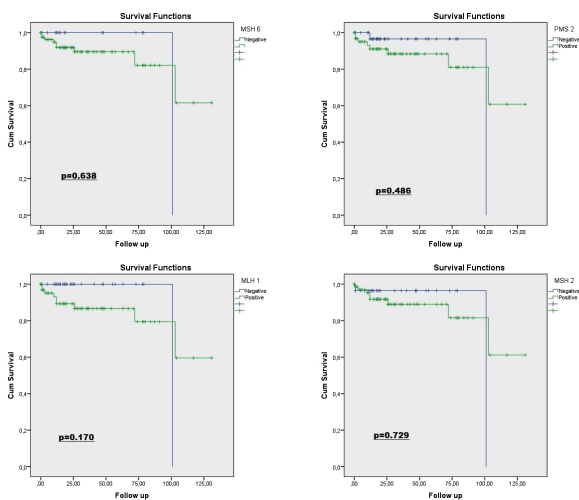 Survival Functions
MSH 6
Negative
1,0
0,8
0,6
0,4
0,2
0,0
Cum Survival
p=0.638
,00 25,00 50,00 75,00 100,00 125,00
Follow up
Survival Functions
PMS 2
Negative
Positive
1,0
0,8
0,6
0,4
0,2
0,0
Cum Survival
p=0.486
,00 25,00 50,00 75,00 100,00 125,00
Follow up
Survival Functions
MLH 1
Negative
Positive
1,0
0,8
0,6
0,4
0,2
0,0
Cum Survival
p=0.170
,00 25,00 50,00 75,00 100,00 125,00
Follow up
Survival Functions
MSH 2
Negative
Positive
1,0
0,8
0,6
0,4
0,2
0,0
Cum Survival
p=0.729
,00 25,00 50,00 75,00 100,00 125,00
Follow up